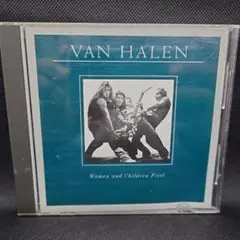 VAN HALEN
Women and Children First